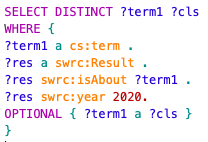 SELECT DISTINCT ?term1 ?cls
WHERE {
?term1 a cs:term .
?res a swrc:Result .
?res swrc:isAbout ?term1 .
?res swrc:year 2020.
OPTIONAL { ?term1 a ?cls }
}